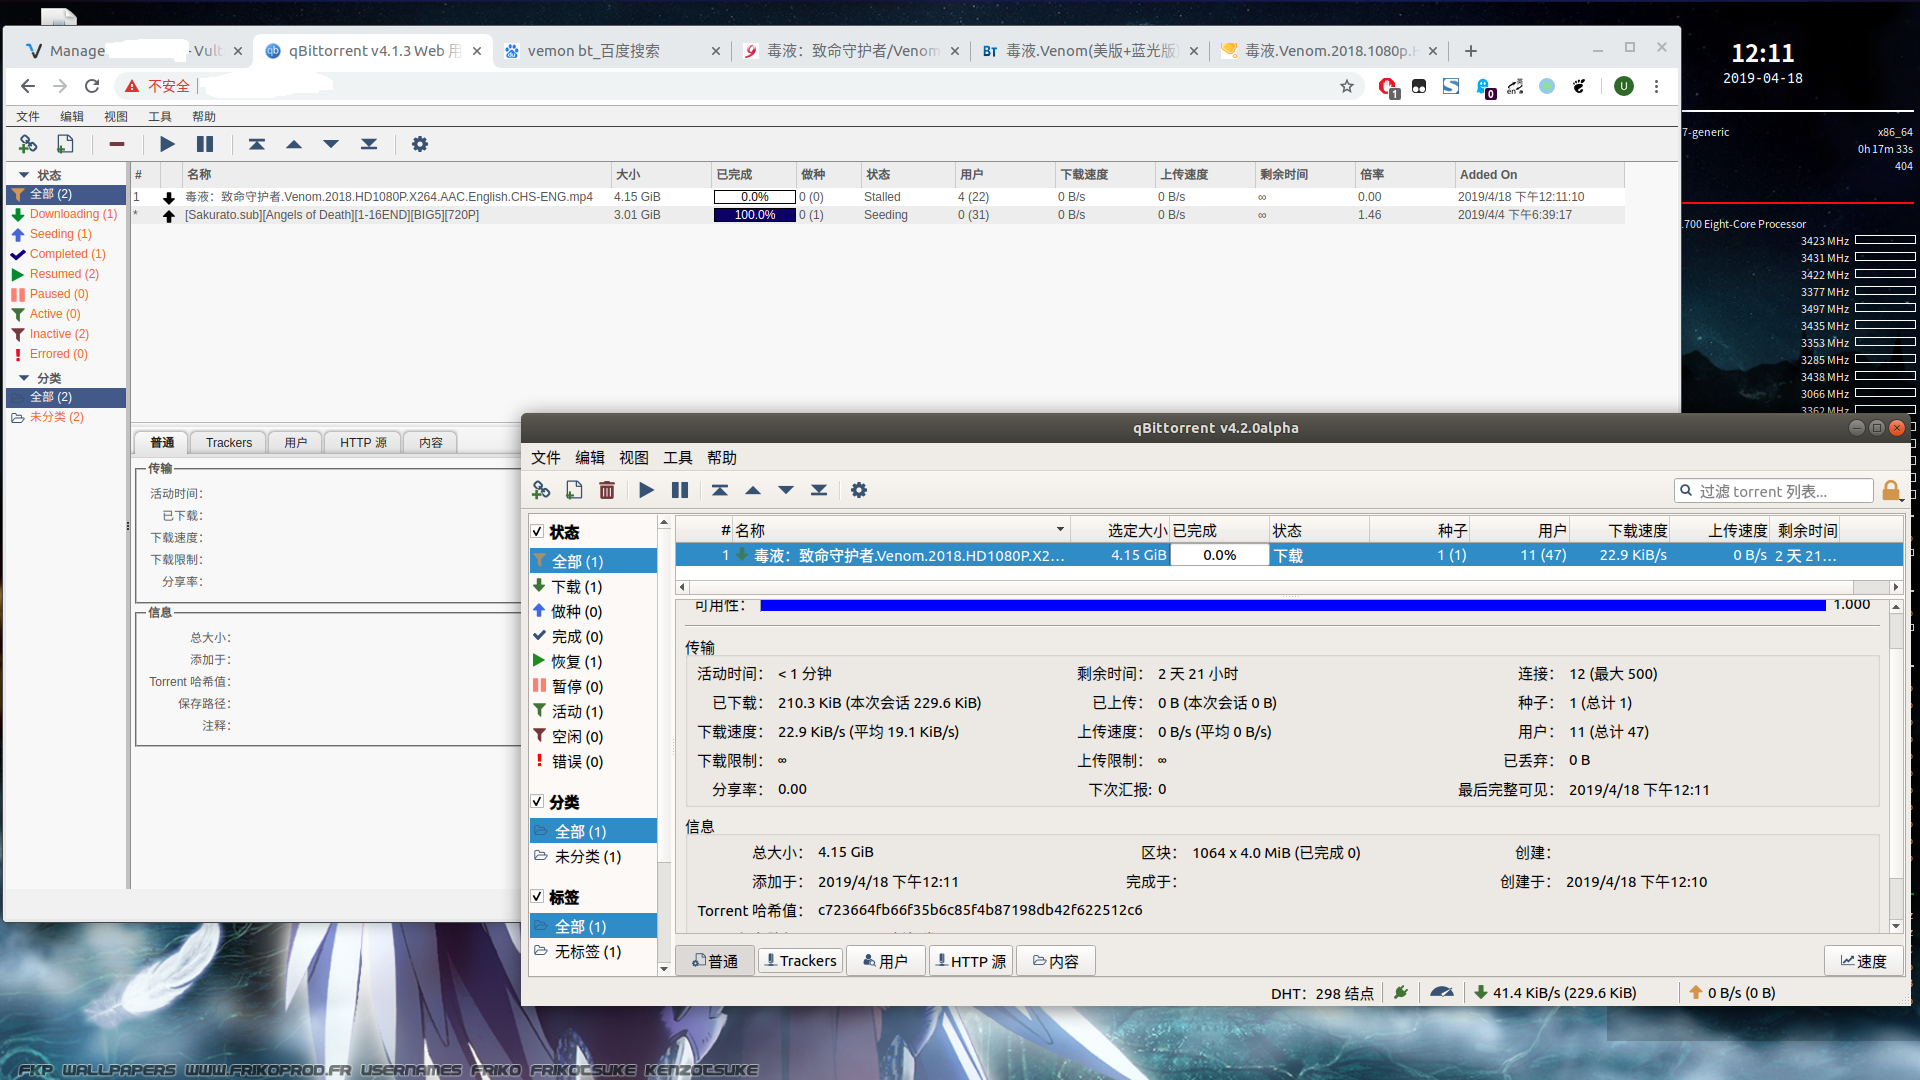 Manage - Vult
qBittorrent v4.1.3 Web 用
vemon bt_百度搜索
毒液：致命守护者/Venom
毒液.Venom(美版+蓝光版)
毒液.Venom.2018.1080p.H
不安全
文件 编辑 视图 工具 帮助
状态
全部 (2)
Downloading (1)
Seeding (1)
Completed (1)
Resumed (2)
Paused (0)
Active (0)
Inactive (2)
Errored (0)
分类
全部 (2)
未分类 (2)
# 名称 大小 已完成 做种 状态 用户 下载速度 上传速度 剩余时间 倍率 Added On
1 毒液：致命守护者.Venom.2018.HD1080P.X264.AAC.English.CHS-ENG.mp4 4.15 GiB 0.0% 0 (0) Stalled 4 (22) 0 B/s 0 B/s ∞ 0.00 2019/4/18 下午12:11:10
* [Sakurato.sub][Angels of Death][1-16END][BIG5][720P] 3.01 GiB 100.0% 0 (1) Seeding 0 (31) 0 B/s 0 B/s ∞ 1.46 2019/4/4 下午6:39:17
普通 Trackers 用户 HTTP 源 内容
传输
活动时间：
已下载：
下载速度：
下载限制：
分享率：
信息
总大小：
添加于：
Torrent 哈希值：
保存路径：
注释：
12:11
2019-04-18
7-generic x86_64
0h 17m 33s
404
700 Eight-Core Processor
3423 MHz
3431 MHz
3422 MHz
3377 MHz
3497 MHz
3435 MHz
3353 MHz
3285 MHz
3438 MHz
3066 MHz
3362 MHz
qBittorrent v4.2.0alpha
文件 编辑 视图 工具 帮助
过滤 torrent 列表...
状态
全部 (1)
下载 (1)
做种 (0)
完成 (0)
恢复 (1)
暂停 (0)
活动 (1)
空闲 (0)
错误 (0)
分类
全部 (1)
未分类 (1)
标签
全部 (1)
无标签 (1)
# 名称 选定大小 已完成 状态 种子 用户 下载速度 上传速度 剩余时间
1 毒液：致命守护者.Venom.2018.HD1080P.X2... 4.15 GiB 0.0% 下载 1 (1) 11 (47) 22.9 KiB/s 0 B/s 2 天 21...
可用性： 1.000
传输
活动时间： < 1 分钟 剩余时间： 2 天 21 小时 连接： 12 (最大 500)
已下载： 210.3 KiB (本次会话 229.6 KiB) 已上传： 0 B (本次会话 0 B) 种子： 1 (总计 1)
下载速度： 22.9 KiB/s (平均 19.1 KiB/s) 上传速度： 0 B/s (平均 0 B/s) 用户： 11 (总计 47)
下载限制： ∞ 上传限制： ∞ 已丢弃： 0 B
分享率： 0.00 下次汇报: 0 最后完整可见： 2019/4/18 下午12:11
信息
总大小： 4.15 GiB 区块： 1064 x 4.0 MiB (已完成 0) 创建：
添加于： 2019/4/18 下午12:11 完成于： 创建于： 2019/4/18 下午12:10
Torrent 哈希值： c723664fb66f35b6c85f4b87198db42f622512c6
普通 Trackers 用户 HTTP 源 内容 速度
DHT：298 结点 41.4 KiB/s (229.6 KiB) 0 B/s (0 B)
FKP WALLPAPERS WWW.FRIKOPROD.FR USERNAMES FRIKO FRIKOTSUKE KENZOTSUKE